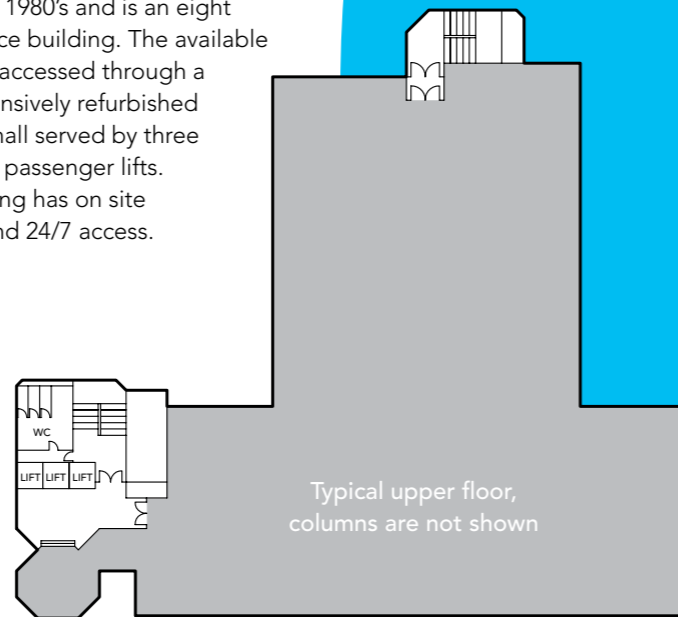 1980's and is an eight
ce building. The available
accessed through a
nsively refurbished
hall served by three
passenger lifts.
ng has on site
nd 24/7 access.
WC
LIFT LIFT LIFT
Typical upper floor,
columns are not shown